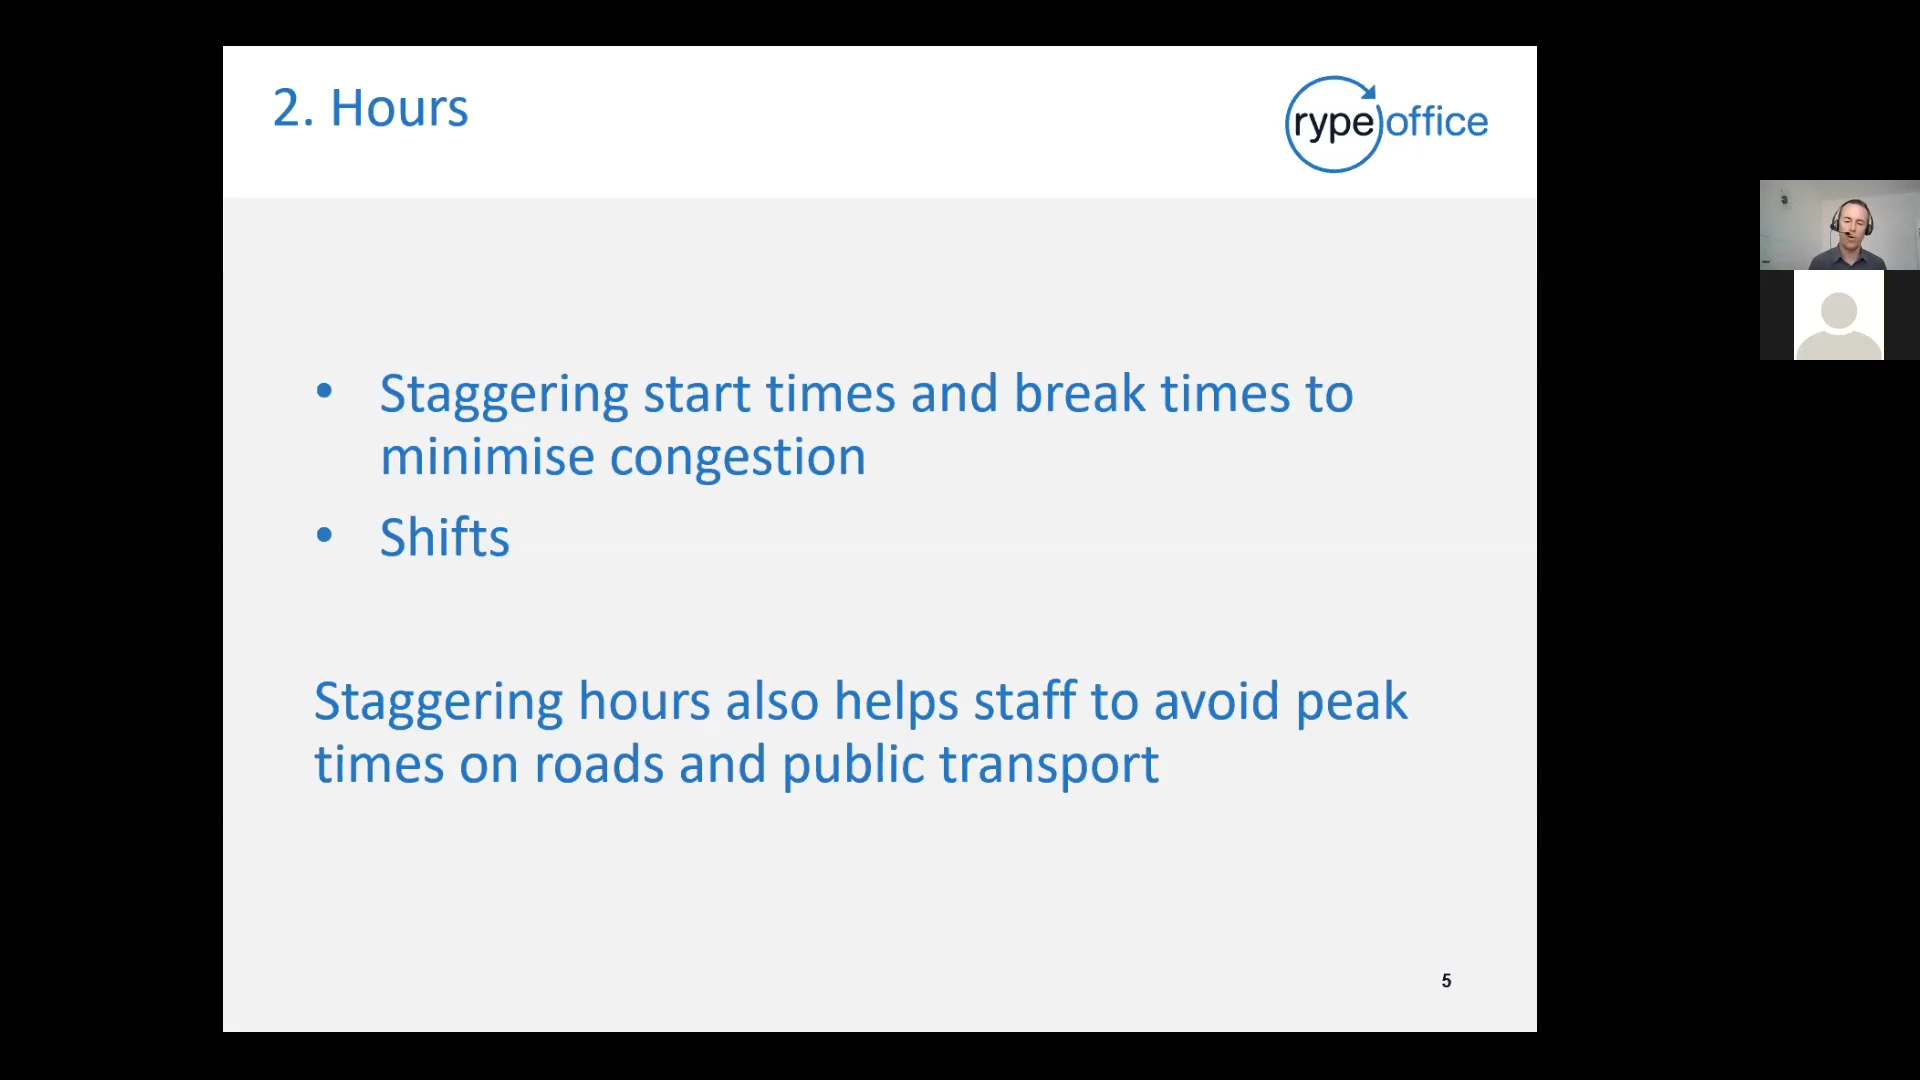 2. Hours
rype office
• Staggering start times and break times to
minimise congestion
• Shifts
Staggering hours also helps staff to avoid peak
times on roads and public transport
5